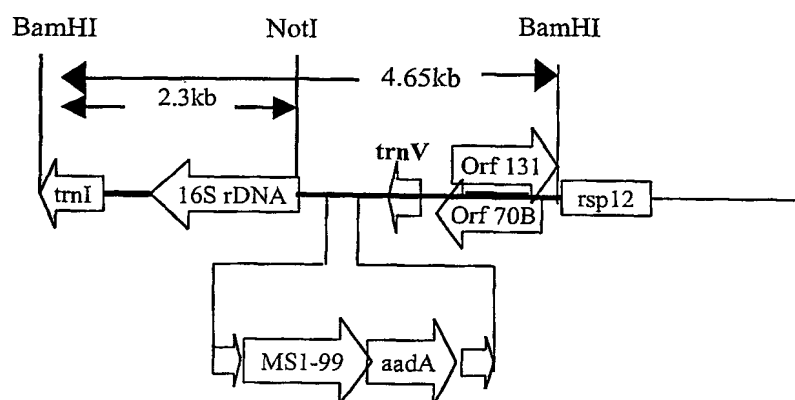 BamHI NotI BamHI
4.65kb
2.3kb
trnV
Orf 131
trnI 16S rDNA rsp12
Orf 70B
MS1-99 aadA